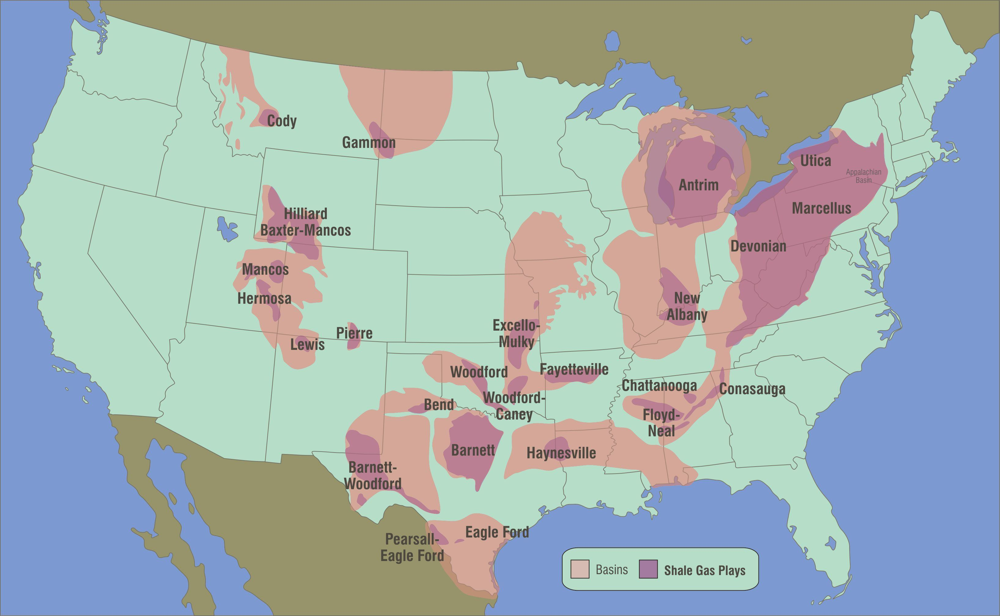 Cody
Gammon
Utica
Appalachian
Basin
Antrim
Marcellus
Hilliard
Baxter-Mancos
Devonian
Mancos
Hermosa
New
Albany
Pierre
Lewis
Excello-
Mulky
Woodford
Fayetteville
Chattanooga
Conasauga
Woodford-
Caney
Bend
Floyd-
Neal
Barnett
Haynesville
Barnett-
Woodford
Eagle Ford
Pearsall-
Eagle Ford
Basins
Shale Gas Plays